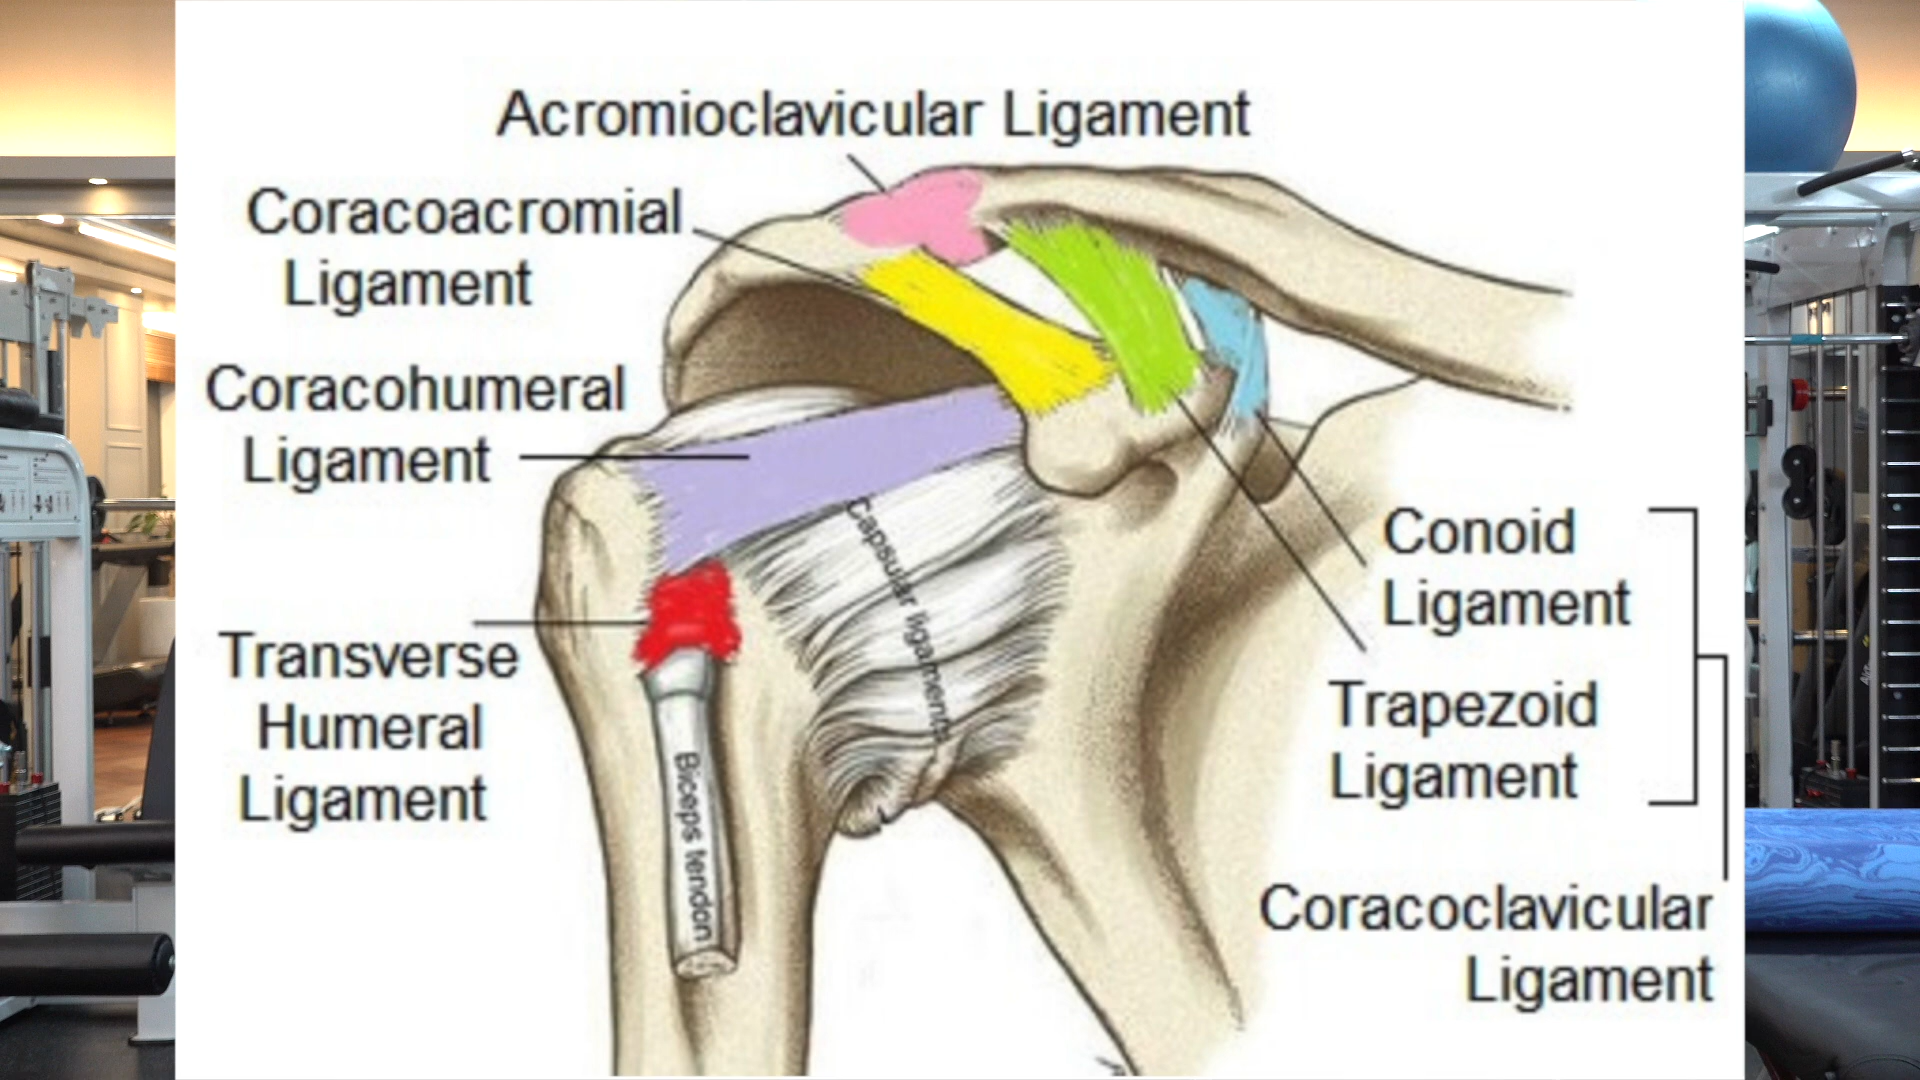 Acromioclavicular Ligament
Coracoacromial
Ligament
Coracohumeral
Ligament
Capsular ligaments
Transverse
Humeral
Ligament
Biceps tendon
Conoid
Ligament
Trapezoid
Ligament
Coracoclavicular
Ligament